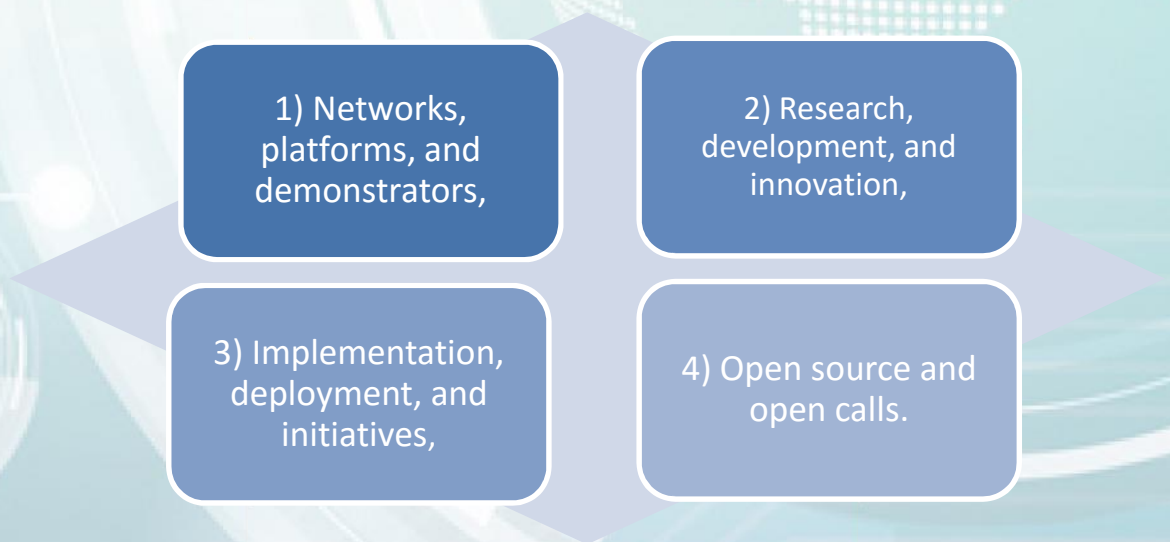 1) Networks,
platforms, and
demonstrators,
2) Research,
development, and
innovation,
3) Implementation,
deployment, and
initiatives,
4) Open source and
open calls.